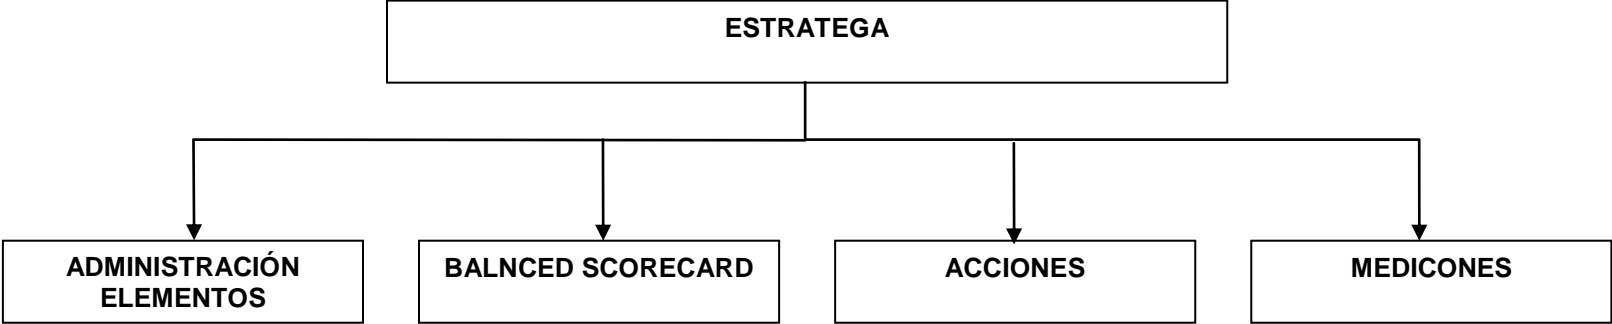 ESTRATEGA
ADMINISTRACIÓN
ELEMENTOS
BALNCED SCORECARD
ACCIONES
MEDICONES